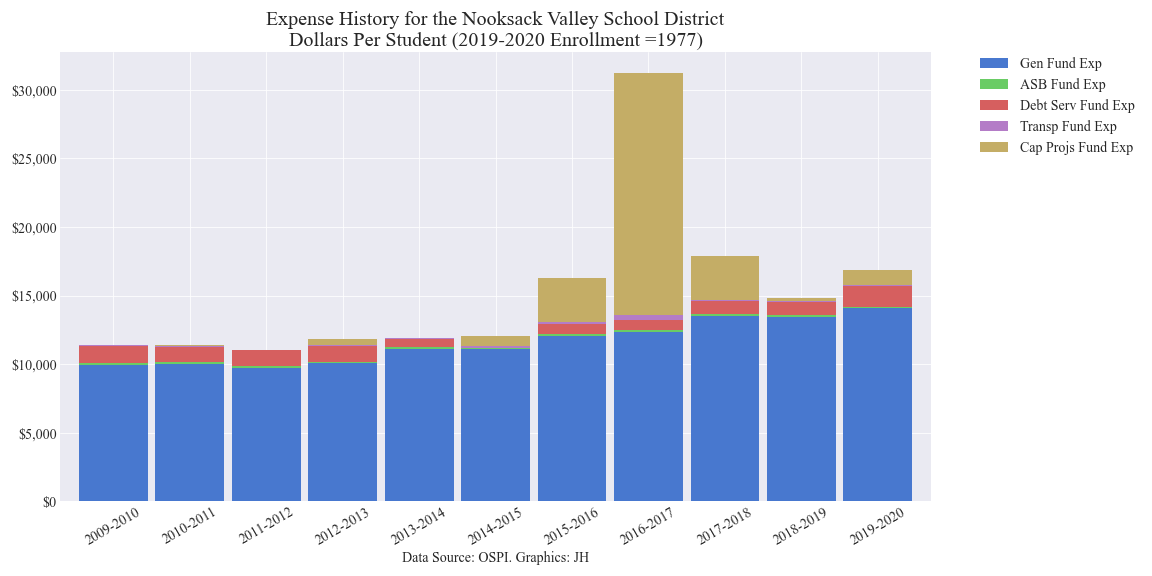 Expense History for the Nooksack Valley School District
Dollars Per Student (2019-2020 Enrollment =1977)
Gen Fund Exp
ASB Fund Exp
Debt Serv Fund Exp
Transp Fund Exp
Cap Projs Fund Exp
$30,000
$25,000
$20,000
$15,000
$10,000
$5,000
$0
2009-2010
2010-2011
2011-2012
2012-2013
2013-2014
2014-2015
2015-2016
2016-2017
2017-2018
2018-2019
2019-2020
Data Source: OSPI. Graphics: JH